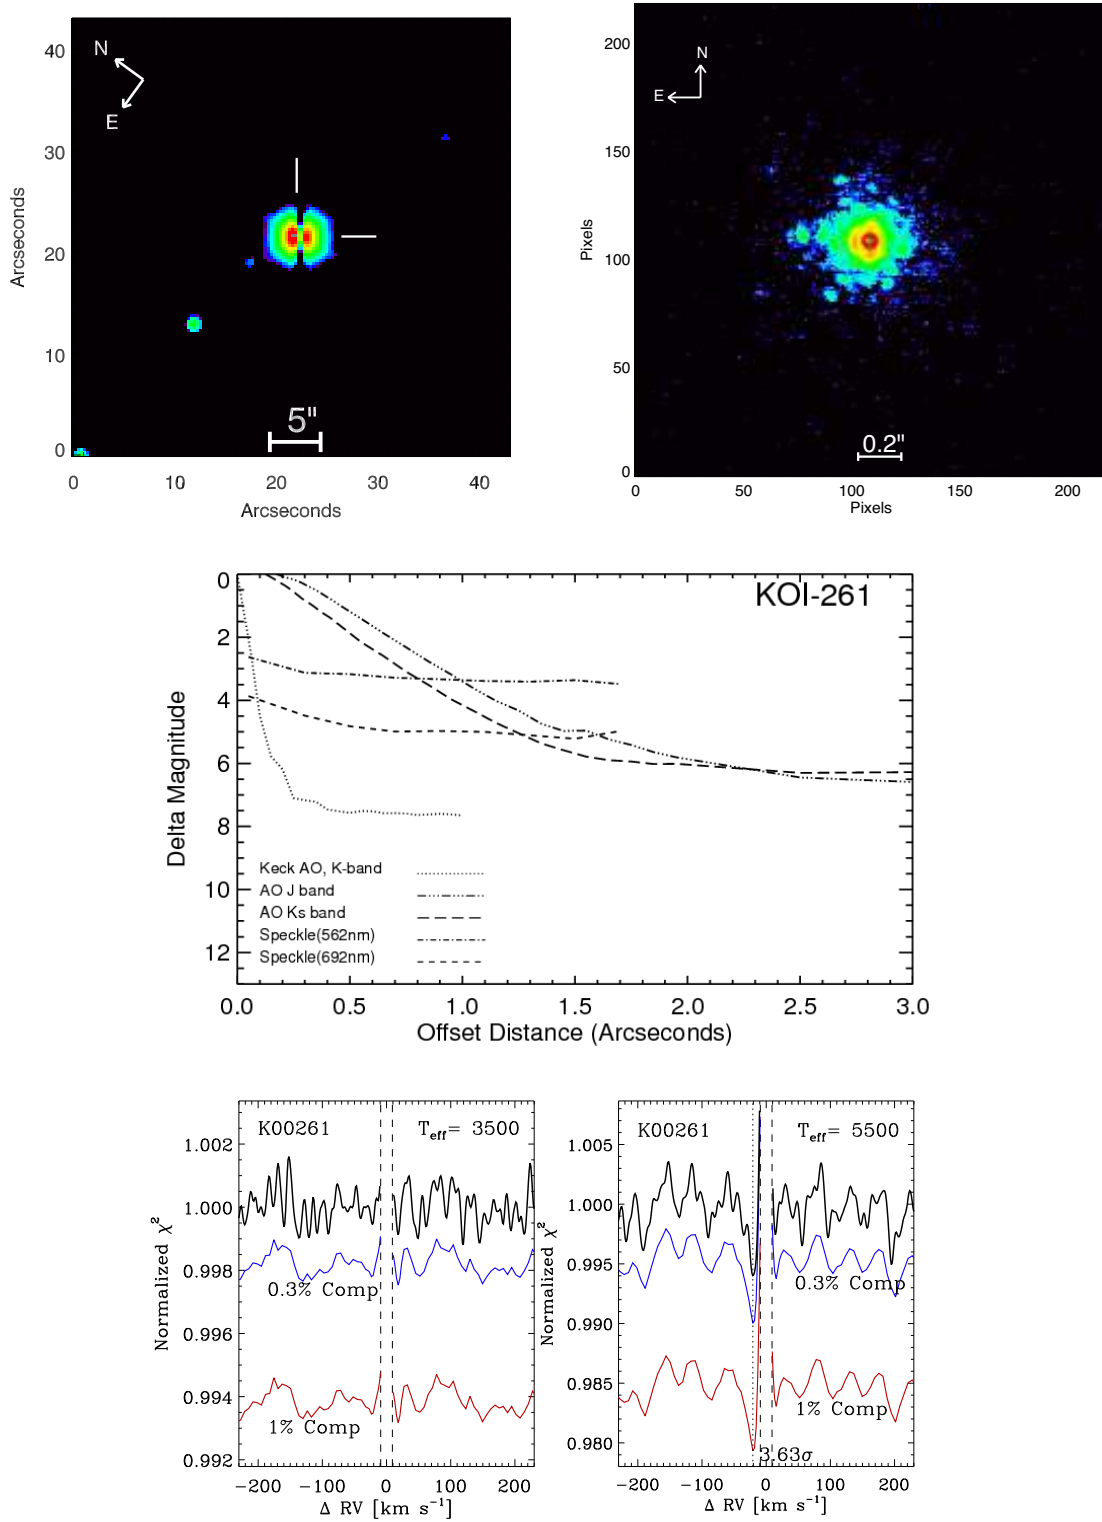 40
30
20
10
0
Arcseconds
N
E
5"
0
10
20
30
40
Arcseconds
200
150
100
50
0
Pixels
N
E
0.2"
0
50
100
150
200
Pixels
KOI-261
0
2
4
6
8
10
12
Delta Magnitude
Keck AO, K-band
AO J band
AO Ks band
Speckle(562nm)
Speckle(692nm)
0.0
0.5
1.0
1.5
2.0
2.5
3.0
Offset Distance (Arcseconds)
K00261
Teff= 3500
1.002
1.000
0.998
0.996
0.994
0.992
Normalized χ²
0.3% Comp
1% Comp
−200
−100
0
100
200
Δ RV [km s⁻¹]
K00261
Teff= 5500
1.005
1.000
0.995
0.990
0.985
0.980
Normalized χ²
0.3% Comp
1% Comp
3.63σ
−200
−100
0
100
200
Δ RV [km s⁻¹]